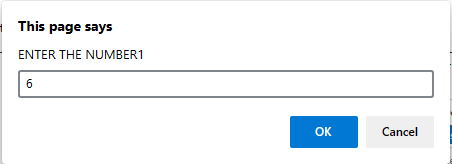 This page says
ENTER THE NUMBER1
6
OK
Cancel